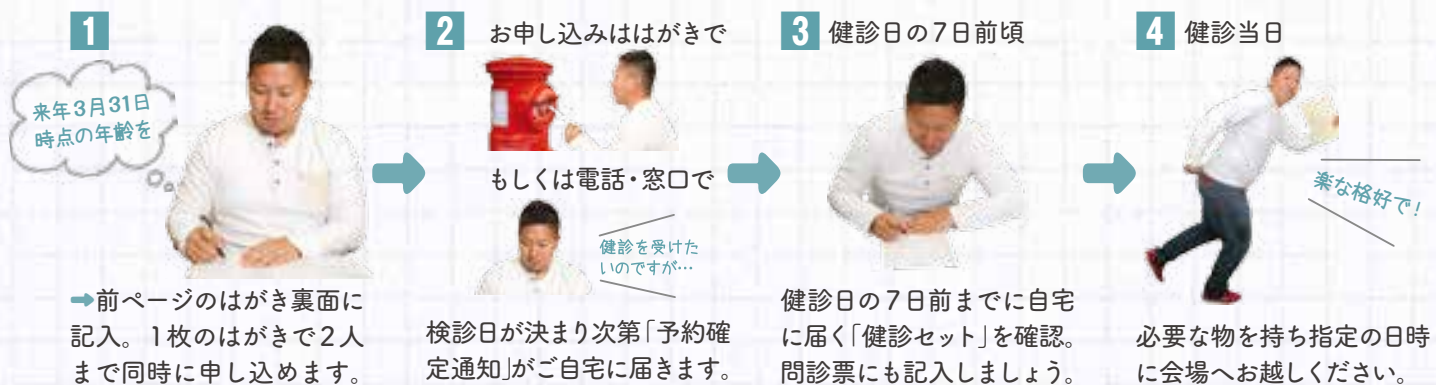 1
来年3月31日
時点の年齢を
➡前ページのはがき裏面に
記入。1枚のはがきで2人
まで同時に申し込めます。
2 お申し込みははがきで
もしくは電話・窓口で
健診を受けた
いのですが…
検診日が決まり次第「予約確
定通知」がご自宅に届きます。
3 健診日の7日前頃
健診日の7日前までに自宅
に届く「健診セット」を確認。
問診票にも記入しましょう。
4 健診当日
楽な格好で!
必要な物を持ち指定の日時
に会場へお越しください。